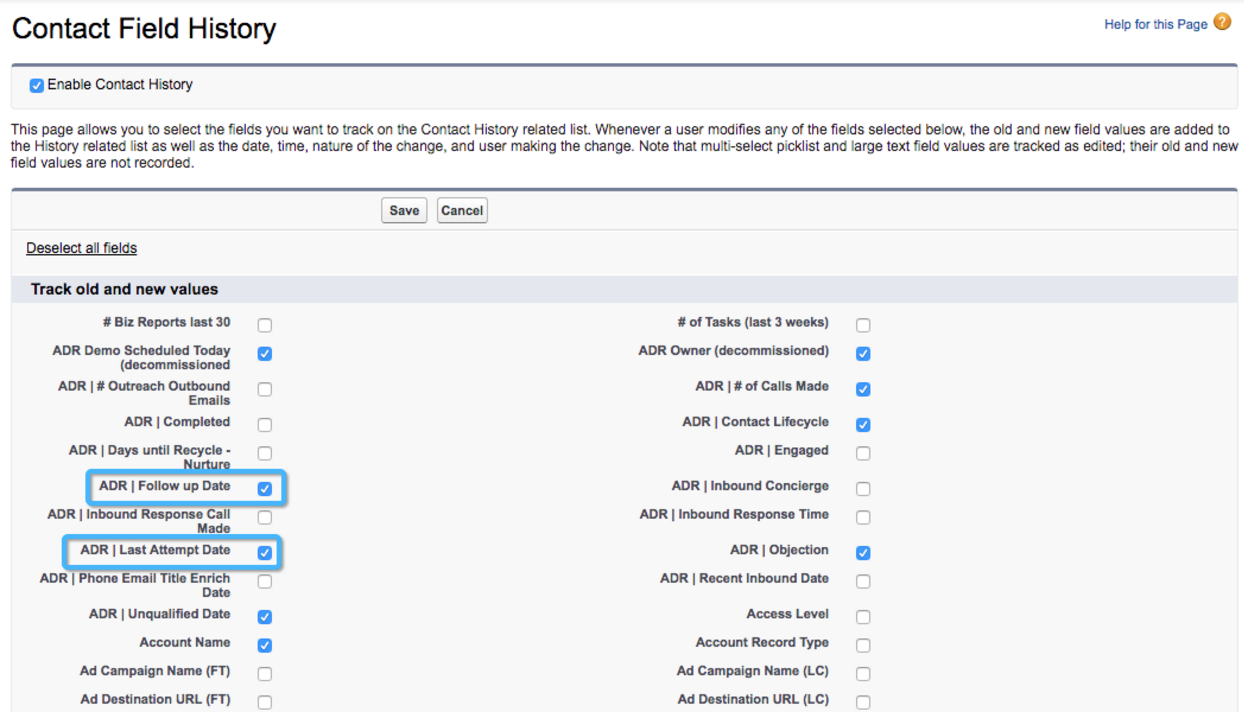 Contact Field History
Help for this Page ?
Enable Contact History
This page allows you to select the fields you want to track on the Contact History related list. Whenever a user modifies any of the fields selected below, the old and new field values are added to
the History related list as well as the date, time, nature of the change, and user making the change. Note that multi-select picklist and large text field values are tracked as edited; their old and new
field values are not recorded.
Save Cancel
Deselect all fields
Track old and new values
# Biz Reports last 30
# of Tasks (last 3 weeks)
ADR Demo Scheduled Today
(decommissioned
ADR Owner (decommissioned)
ADR | # Outreach Outbound
Emails
ADR | # of Calls Made
ADR | Completed
ADR | Contact Lifecycle
ADR | Days until Recycle -
Nurture
ADR | Engaged
ADR | Follow up Date
ADR | Inbound Concierge
ADR | Inbound Response Call
Made
ADR | Inbound Response Time
ADR | Last Attempt Date
ADR | Objection
ADR | Phone Email Title Enrich
Date
ADR | Recent Inbound Date
ADR | Unqualified Date
Access Level
Account Name
Account Record Type
Ad Campaign Name (FT)
Ad Campaign Name (LC)
Ad Destination URL (FT)
Ad Destination URL (LC)